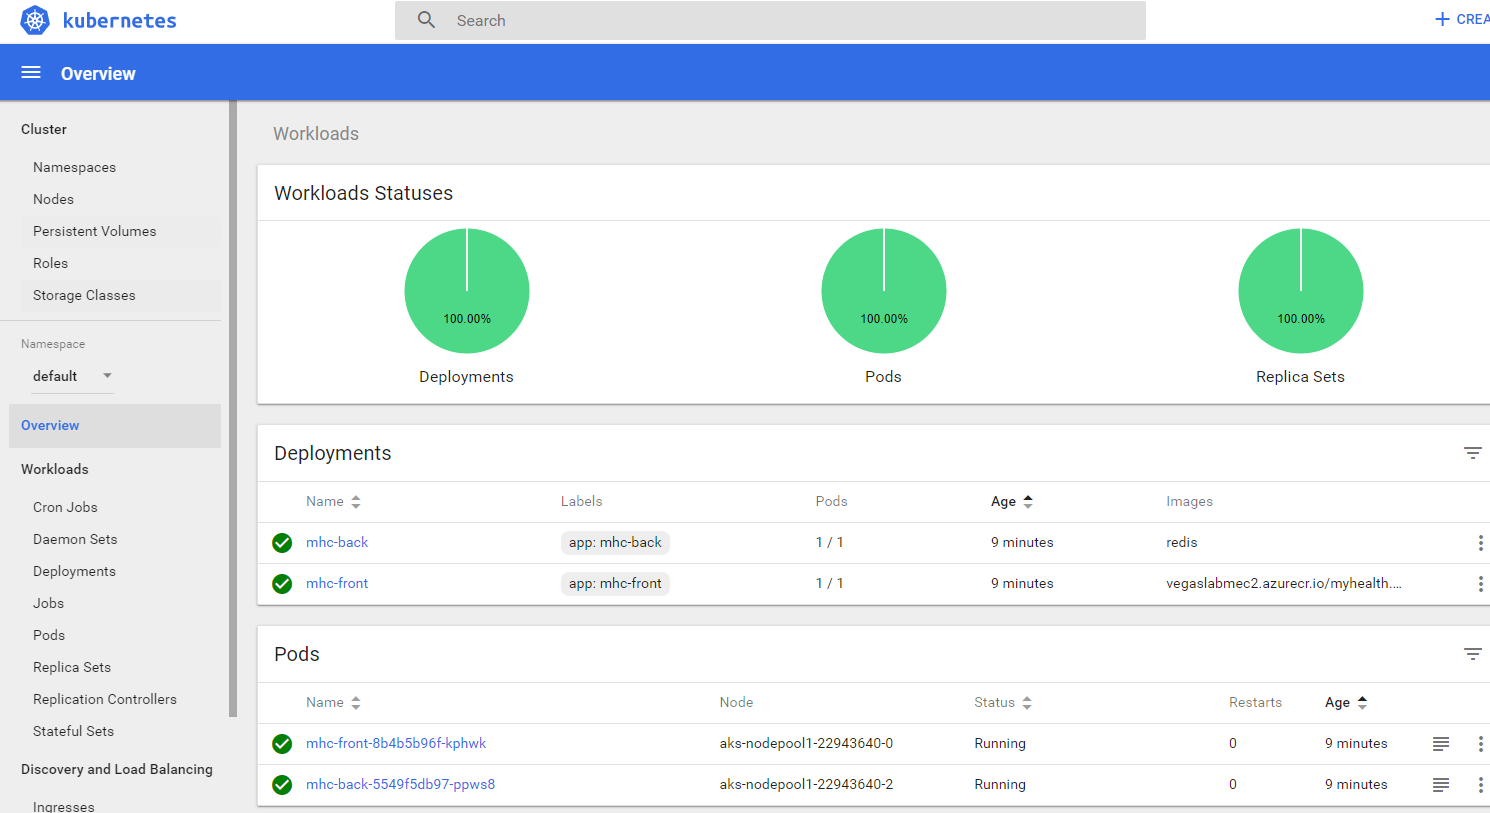 kubernetes
Search
CREA
Overview
Cluster
Namespaces
Nodes
Persistent Volumes
Roles
Storage Classes
Namespace
default
Overview
Workloads
Cron Jobs
Daemon Sets
Deployments
Jobs
Pods
Replica Sets
Replication Controllers
Stateful Sets
Discovery and Load Balancing
Ingresses
Workloads
Workloads Statuses
100.00% 100.00% 100.00%
Deployments Pods Replica Sets
Deployments
Name Labels Pods Age Images
mhc-back app: mhc-back 1 / 1 9 minutes redis
mhc-front app: mhc-front 1 / 1 9 minutes vegaslabmec2.azurecr.io/myhealth....
Pods
Name Node Status Restarts Age
mhc-front-8b4b5b96f-kphwk aks-nodepool1-22943640-0 Running 0 9 minutes
mhc-back-5549f5db97-ppws8 aks-nodepool1-22943640-2 Running 0 9 minutes